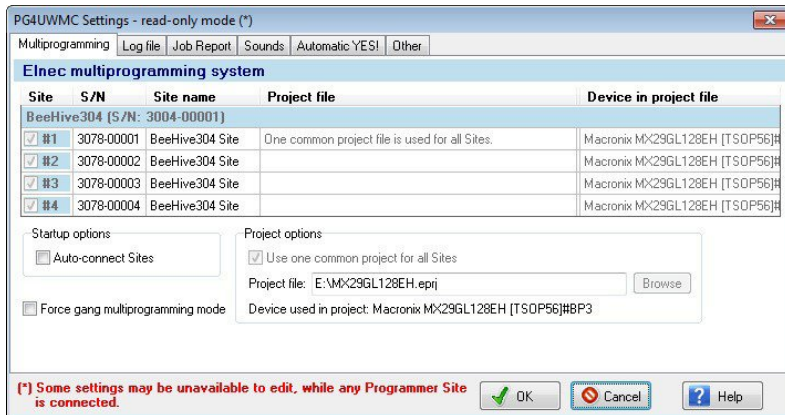 PG4UWMC Settings - read-only mode (*)
Multiprogramming Log file Job Report Sounds Automatic YES! Other
Elnec multiprogramming system
Site S/N Site name Project file Device in project file
BeeHive304 (S/N: 3004-00001)
#1 3078-00001 BeeHive304 Site One common project file is used for all Sites. Macronix MX29GL128EH [TSOP56]#
#2 3078-00002 BeeHive304 Site Macronix MX29GL128EH [TSOP56]#
#3 3078-00003 BeeHive304 Site Macronix MX29GL128EH [TSOP56]#
#4 3078-00004 BeeHive304 Site Macronix MX29GL128EH [TSOP56]#
Startup options
Auto-connect Sites
Force gang multiprogramming mode
Project options
Use one common project for all Sites
Project file: E:\MX29GL128EH.eprj Browse
Device used in project: Macronix MX29GL128EH [TSOP56]#BP3
(*) Some settings may be unavailable to edit, while any Programmer Site
is connected.
OK Cancel ? Help